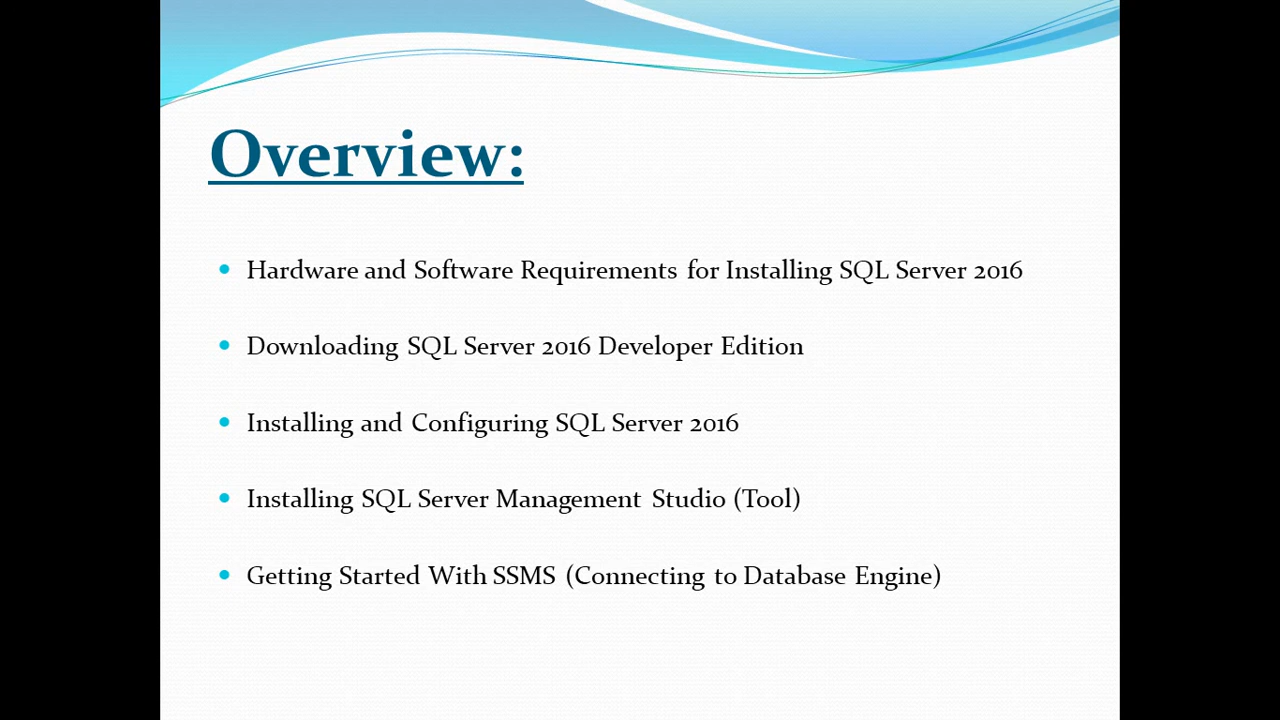 Overview:
Hardware and Software Requirements for Installing SQL Server 2016
Downloading SQL Server 2016 Developer Edition
Installing and Configuring SQL Server 2016
Installing SQL Server Management Studio (Tool)
Getting Started With SSMS (Connecting to Database Engine)